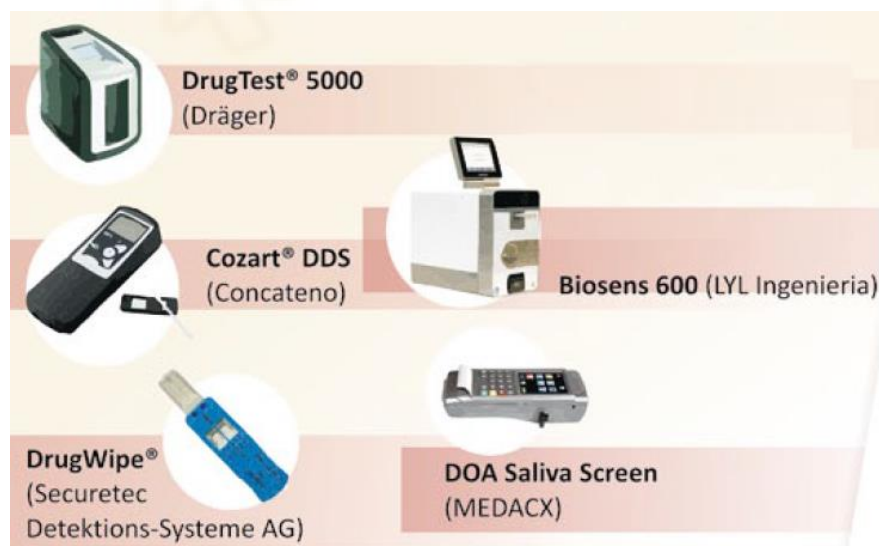 DrugTest® 5000
(Dräger)
Cozart® DDS
(Concateno)
Biosens 600 (LYL Ingenieria)
DrugWipe®
(Securetec
Detektions-Systeme AG)
DOA Saliva Screen
(MEDACX)